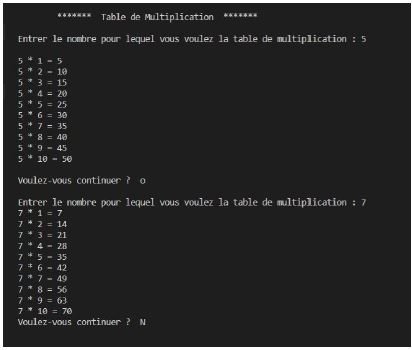 ******* Table de Multiplication *******
Entrer le nombre pour lequel vous voulez la table de multiplication : 5
5 * 1 = 5
5 * 2 = 10
5 * 3 = 15
5 * 4 = 20
5 * 5 = 25
5 * 6 = 30
5 * 7 = 35
5 * 8 = 40
5 * 9 = 45
5 * 10 = 50
Voulez-vous continuer ? o
Entrer le nombre pour lequel vous voulez la table de multiplication : 7
7 * 1 = 7
7 * 2 = 14
7 * 3 = 21
7 * 4 = 28
7 * 5 = 35
7 * 6 = 42
7 * 7 = 49
7 * 8 = 56
7 * 9 = 63
7 * 10 = 70
Voulez-vous continuer ? N